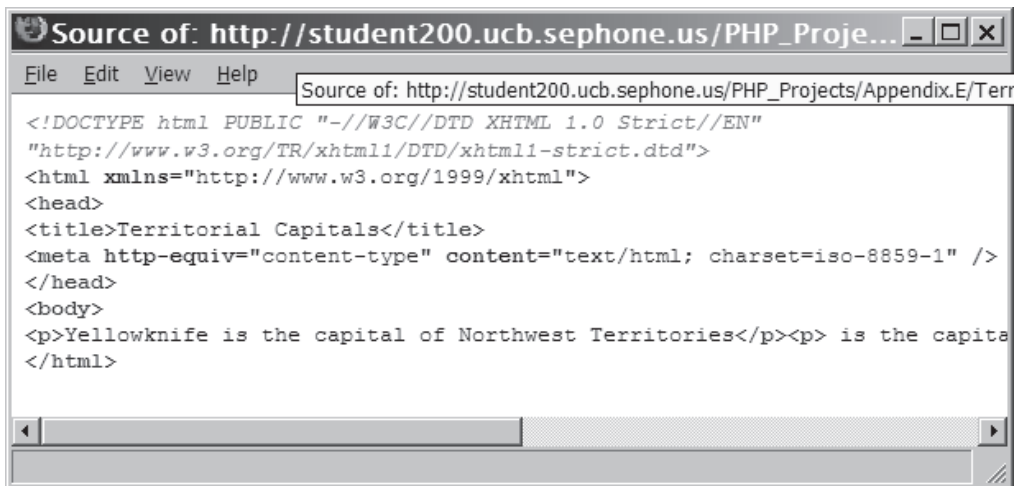 Source of: http://student200.ucb.sephone.us/PHP_Proje...
File Edit View Help
Source of: http://student200.ucb.sephone.us/PHP_Projects/Appendix.E/Terr
<!DOCTYPE html PUBLIC "-//W3C//DTD XHTML 1.0 Strict//EN"
"http://www.w3.org/TR/xhtml1/DTD/xhtml1-strict.dtd">
<html xmlns="http://www.w3.org/1999/xhtml">
<head>
<title>Territorial Capitals</title>
<meta http-equiv="content-type" content="text/html; charset=iso-8859-1" />
</head>
<body>
<p>Yellowknife is the capital of Northwest Territories</p><p> is the capita
</html>